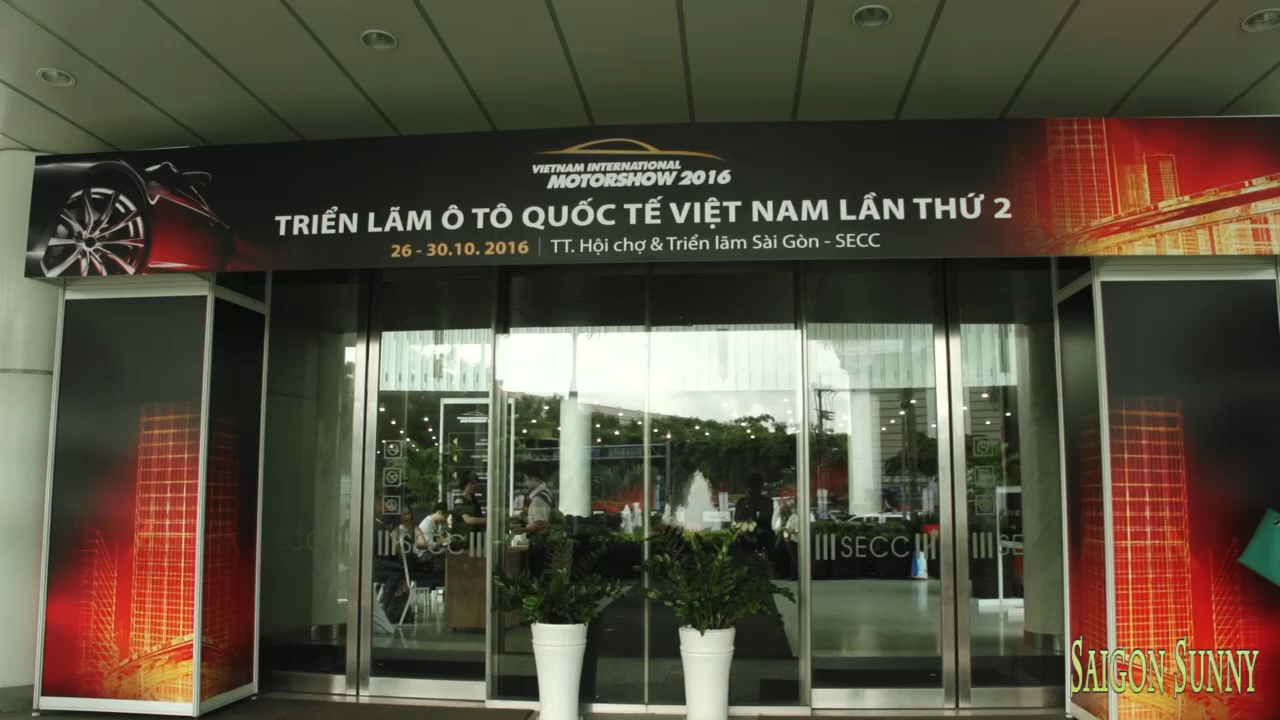 VIETNAM INTERNATIONAL
MOTORSHOW 2016
TRIỂN LÃM Ô TÔ QUỐC TẾ VIỆT NAM LẦN THỨ 2
26 - 30.10. 2016 | TT. Hội chợ & Triển lãm Sài Gòn - SECC
SECC
SECC
SAIGON SUNNY